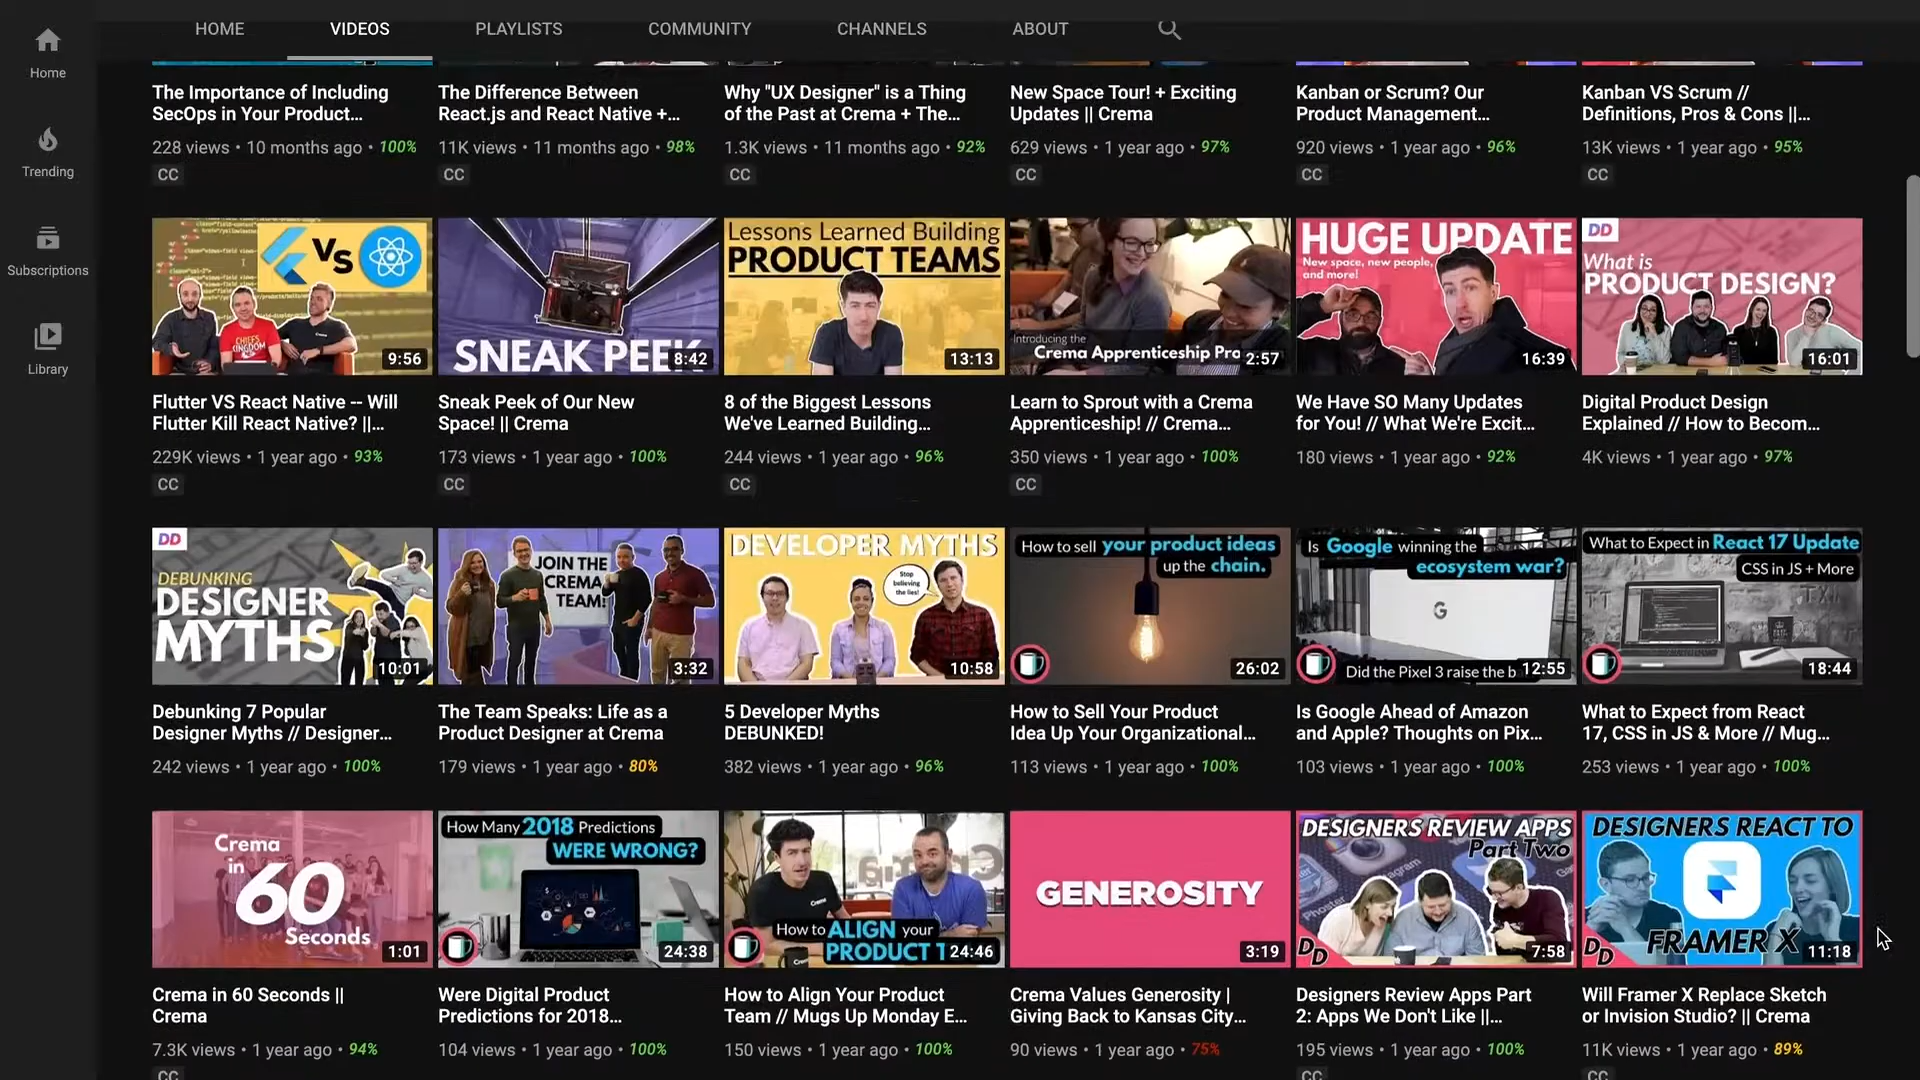 HOME
VIDEOS
PLAYLISTS
COMMUNITY
CHANNELS
ABOUT
Home
Trending
Subscriptions
Library
The Importance of Including
SecOps in Your Product...
228 views • 10 months ago • 100%
CC
The Difference Between
React.js and React Native +...
11K views • 11 months ago • 98%
CC
Why "UX Designer" is a Thing
of the Past at Crema + The...
1.3K views • 11 months ago • 92%
CC
New Space Tour! + Exciting
Updates || Crema
629 views • 1 year ago • 97%
CC
Kanban or Scrum? Our
Product Management...
920 views • 1 year ago • 96%
CC
Kanban VS Scrum //
Definitions, Pros & Cons ||...
13K views • 1 year ago • 95%
CC
VS
CHIEFS
KINGDOM
9:56
Flutter VS React Native -- Will
Flutter Kill React Native? ||...
229K views • 1 year ago • 93%
CC
SNEAK PEEK
8:42
Sneak Peek of Our New
Space! || Crema
173 views • 1 year ago • 100%
CC
Lessons Learned Building
PRODUCT TEAMS
13:13
8 of the Biggest Lessons
We've Learned Building...
244 views • 1 year ago • 96%
CC
Introducing the
Crema Apprenticeship Pro
2:57
Learn to Sprout with a Crema
Apprenticeship! // Crema...
350 views • 1 year ago • 100%
CC
HUGE UPDATE
New space, new people,
and more!
16:39
We Have SO Many Updates
for You! // What We're Excit...
180 views • 1 year ago • 92%
DD
What is
PRODUCT DESIGN?
16:01
Digital Product Design
Explained // How to Becom...
4K views • 1 year ago • 97%
DD
DEBUNKING
DESIGNER
MYTHS
10:01
Debunking 7 Popular
Designer Myths // Designer...
242 views • 1 year ago • 100%
JOIN THE
CREMA
TEAM!
3:32
The Team Speaks: Life as a
Product Designer at Crema
179 views • 1 year ago • 80%
DEVELOPER MYTHS
Stop
believing
the lies!
10:58
5 Developer Myths
DEBUNKED!
382 views • 1 year ago • 96%
How to sell your product ideas
up the chain.
26:02
How to Sell Your Product
Idea Up Your Organizational...
113 views • 1 year ago • 100%
Is Google winning the
ecosystem war?
G
Did the Pixel 3 raise the b
12:55
Is Google Ahead of Amazon
and Apple? Thoughts on Pix...
103 views • 1 year ago • 100%
What to Expect in React 17 Update
CSS in JS + More
18:44
What to Expect from React
17, CSS in JS & More // Mug...
253 views • 1 year ago • 100%
Crema
in
60
Seconds
1:01
Crema in 60 Seconds ||
Crema
7.3K views • 1 year ago • 94%
CC
How Many 2018 Predictions
WERE WRONG?
24:38
Were Digital Product
Predictions for 2018...
104 views • 1 year ago • 100%
Crema
How to ALIGN your
PRODUCT T
24:46
How to Align Your Product
Team // Mugs Up Monday E...
150 views • 1 year ago • 100%
GENEROSITY
3:19
Crema Values Generosity |
Giving Back to Kansas City...
90 views • 1 year ago • 75%
DESIGNERS REVIEW APPS
Part Two
DD
7:58
Designers Review Apps Part
2: Apps We Don't Like ||...
195 views • 1 year ago • 100%
CC
DESIGNERS REACT TO
FRAMER X
DD
11:18
Will Framer X Replace Sketch
or Invision Studio? || Crema
11K views • 1 year ago • 89%
CC